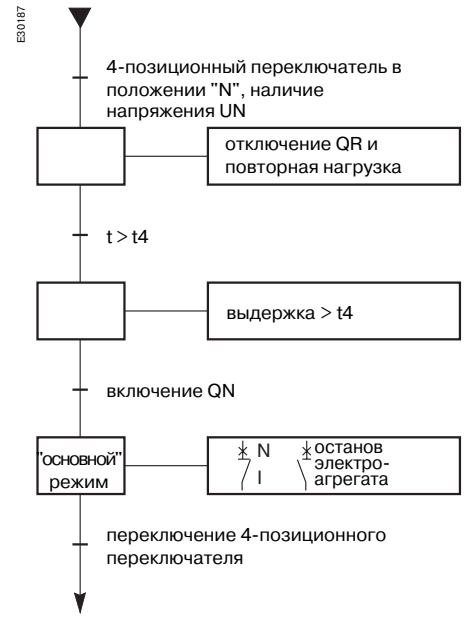 E30187
4-позиционный переключатель в
положении "N", наличие
напряжения UN
отключение QR и
повторная нагрузка
t > t4
выдержка > t4
включение QN
"основной"
режим
N
I
останов
электро-
агрегата
переключение 4-позиционного
переключателя